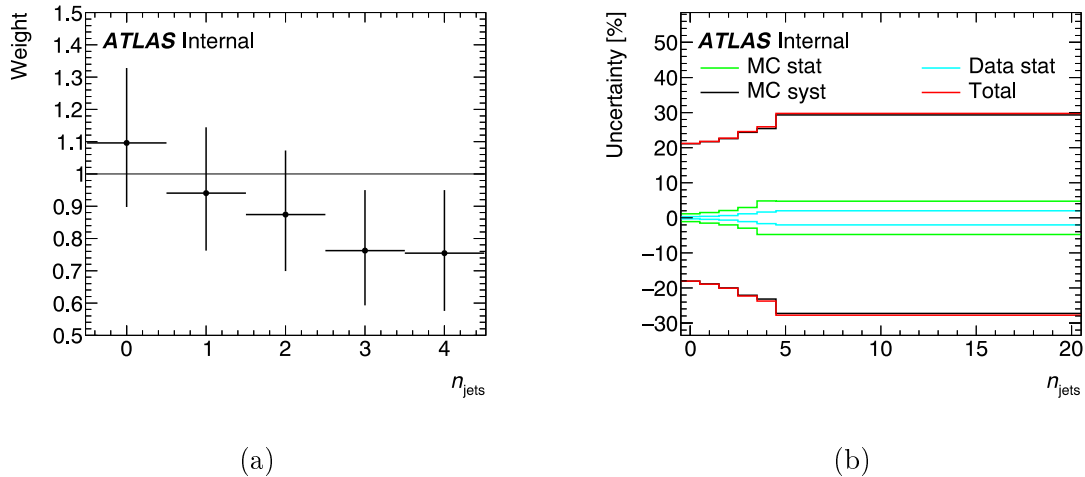 Weight
ATLAS Internal
1.5
1.4
1.3
1.2
1.1
1
0.9
0.8
0.7
0.6
0.5
0 1 2 3 4
n_jets
(a)
Uncertainty [%]
ATLAS Internal
MC stat Data stat
MC syst Total
50
40
30
20
10
0
−10
−20
−30
0 5 10 15 20
n_jets
(b)